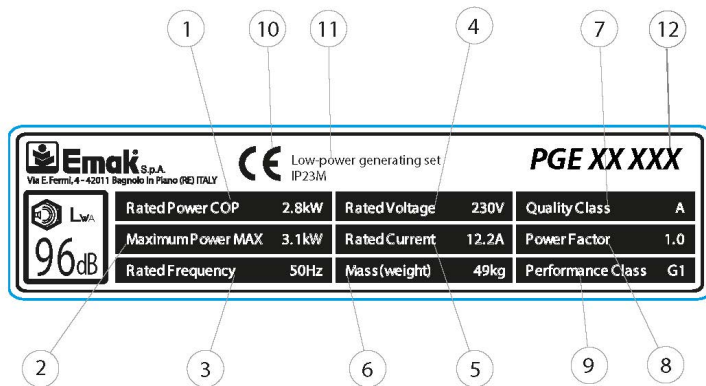 1 10 11 4 7 12
Emak S.p.A.
Via E. Fermi, 4 - 42011 Bagnolo in Piano (RE) ITALY
CE
Low-power generating set
IP23M
PGE XX XXX
LWA
96dB
Rated Power COP 2.8kW Rated Voltage 230V Quality Class A
Maximum Power MAX 3.1kW Rated Current 12.2A Power Factor 1.0
Rated Frequency 50Hz Mass(weight) 49kg Performance Class G1
2 3 6 5 9 8